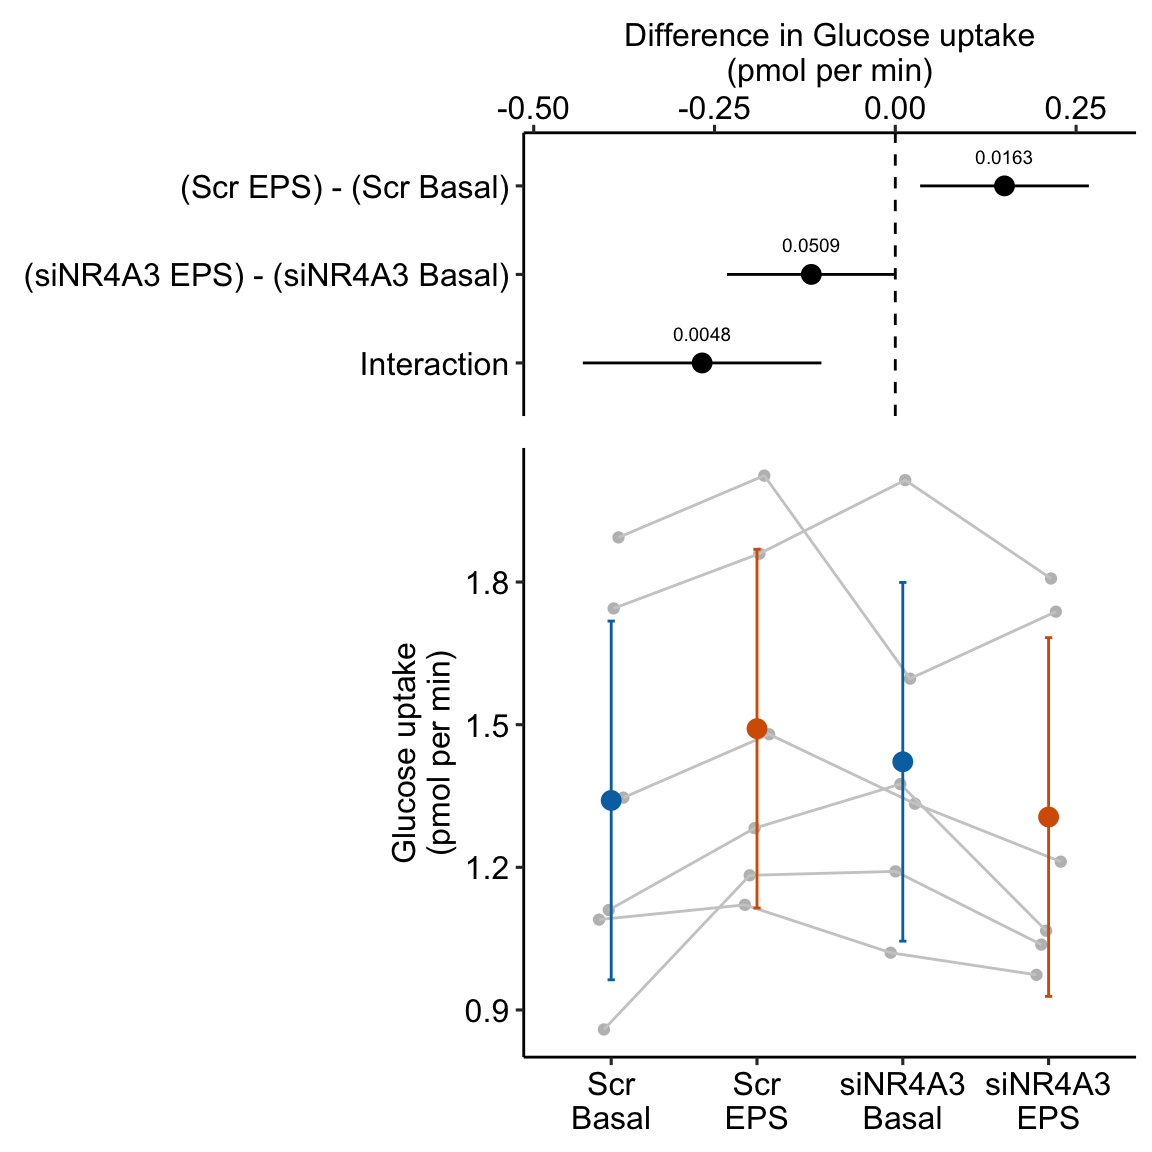 Difference in Glucose uptake
(pmol per min)
-0.50 -0.25 0.00 0.25
0.0163
(Scr EPS) - (Scr Basal)
0.0509
(siNR4A3 EPS) - (siNR4A3 Basal)
0.0048
Interaction
Glucose uptake
(pmol per min)
1.8
1.5
1.2
0.9
Scr Scr siNR4A3 siNR4A3
Basal EPS Basal EPS